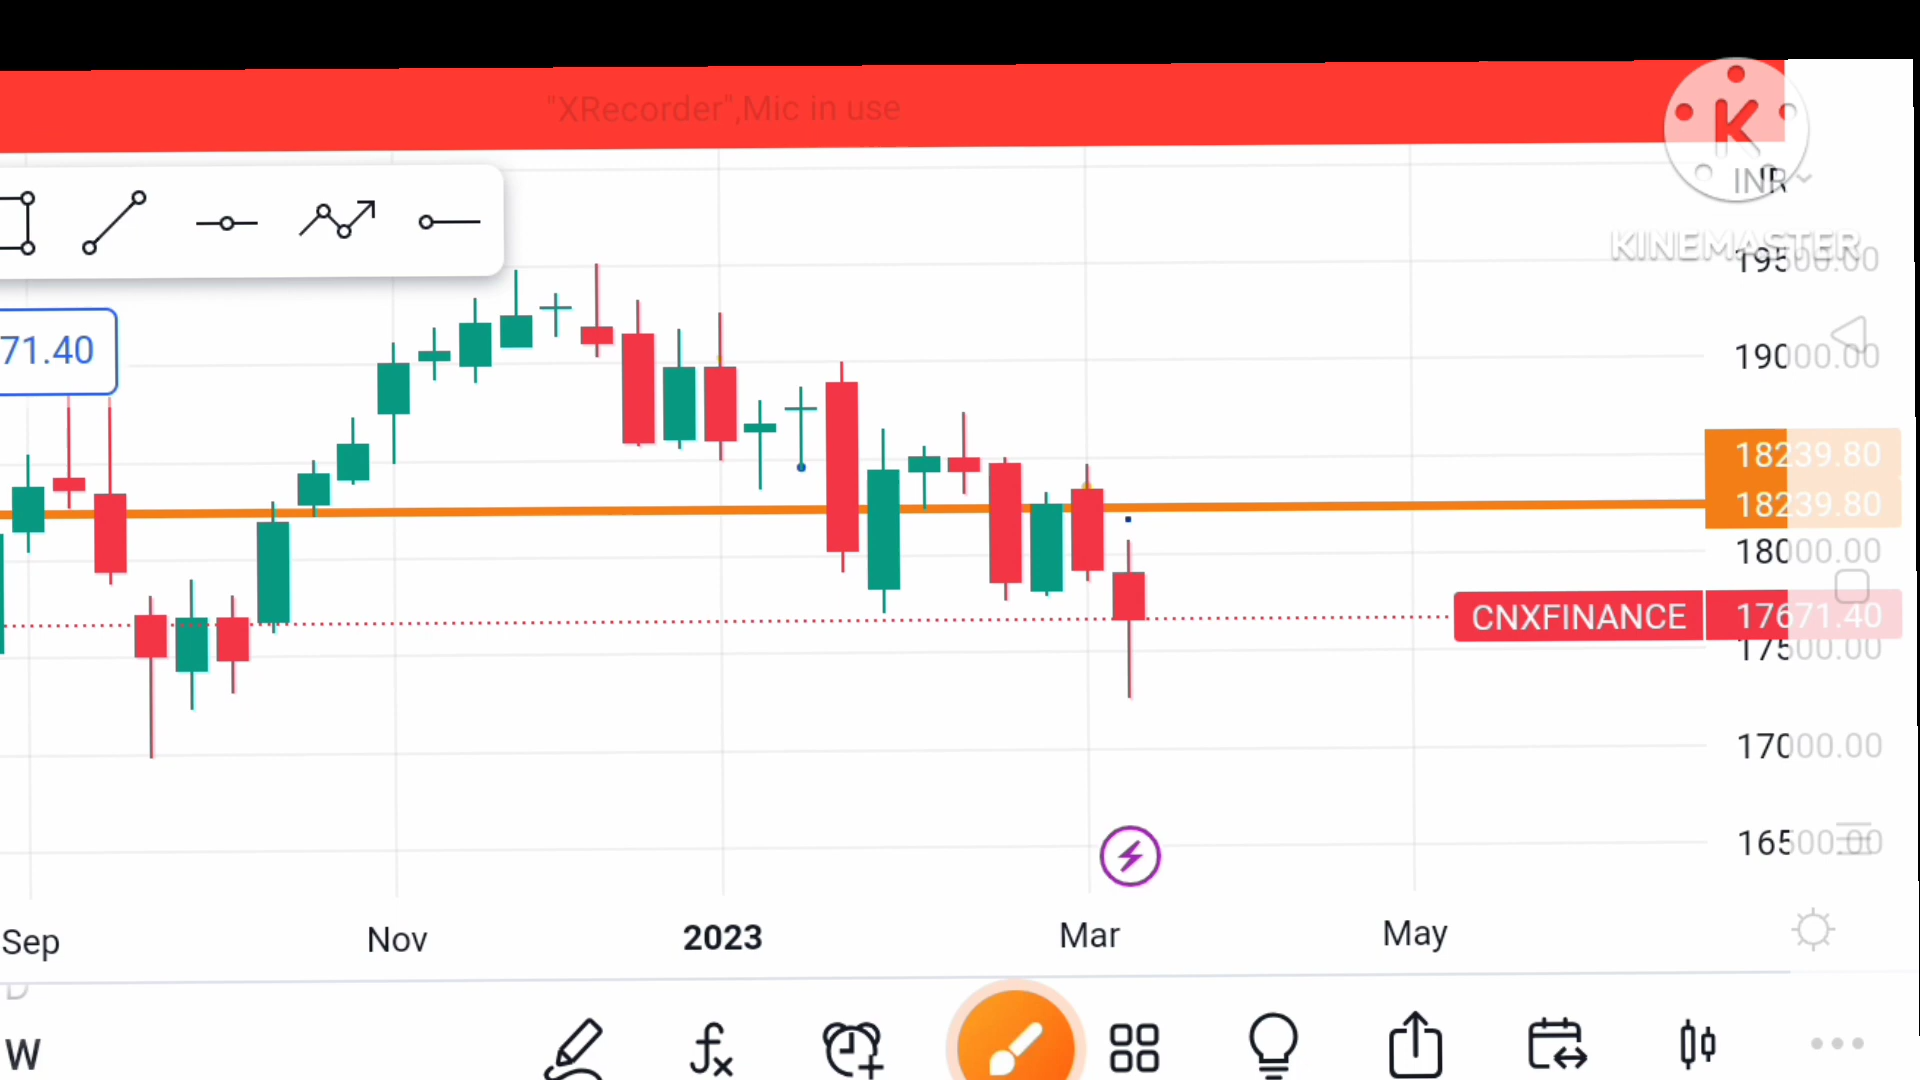 "XRecorder",Mic in use
K
INR
KINEMASTER
19500.00
71.40
19000.00
18239.80
18239.80
18000.00
CNXFINANCE 17671.40
17500.00
17000.00
16500.00
Sep Nov 2023 Mar May
D
W